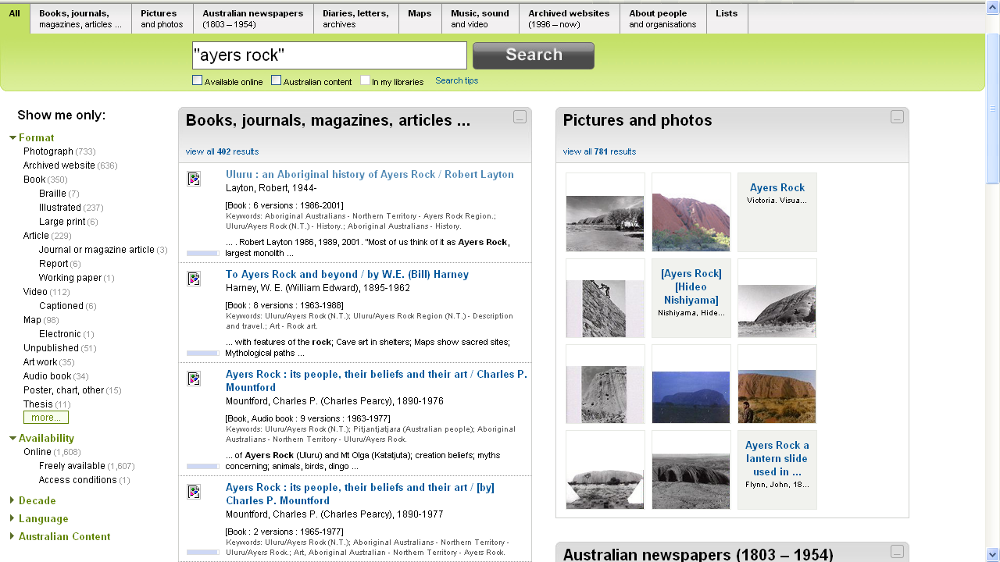 All
Books, journals,
magazines, articles ...
Pictures
and photos
Australian newspapers
(1803 – 1954)
Diaries, letters,
archives
Maps
Music, sound
and video
Archived websites
(1996 – now)
About people
and organisations
Lists
"ayers rock"
Search
Available online
Australian content
In my libraries
Search tips
Show me only:
Format
Photograph (733)
Archived website (636)
Book (350)
Braille (7)
Illustrated (237)
Large print (6)
Article (229)
Journal or magazine article (3)
Report (6)
Working paper (1)
Video (112)
Captioned (6)
Map (98)
Electronic (1)
Unpublished (51)
Art work (35)
Audio book (34)
Poster, chart, other (15)
Thesis (11)
more...
Availability
Online (1,608)
Freely available (1,607)
Access conditions (1)
Decade
Language
Australian Content
Books, journals, magazines, articles ...
view all 402 results
Uluru : an Aboriginal history of Ayers Rock / Robert Layton
Layton, Robert, 1944-
[Book : 6 versions : 1986-2001]
Keywords: Aboriginal Australians - Northern Territory - Ayers Rock Region.;
Uluru/Ayers Rock (N.T.) - History.; Aboriginal Australians - History.
... . Robert Layton 1986, 1989, 2001. "Most of us think of it as Ayers Rock,
largest monolith ...
To Ayers Rock and beyond / by W.E. (Bill) Harney
Harney, W. E. (William Edward), 1895-1962
[Book : 8 versions : 1963-1988]
Keywords: Uluru/Ayers Rock (N.T.); Uluru/Ayers Rock Region (N.T.) - Description
and travel.; Art - Rock art.
... with features of the rock; Cave art in shelters; Maps show sacred sites;
Mythological paths ...
Ayers Rock : its people, their beliefs and their art / Charles P.
Mountford
Mountford, Charles P. (Charles Pearcy), 1890-1976
[Book, Audio book : 9 versions : 1963-1977]
Keywords: Uluru/Ayers Rock (N.T.); Pitjantjatjara (Australian people); Aboriginal
Australians - Northern Territory - Uluru/Ayers Rock.
... of Ayers Rock (Uluru) and Mt Olga (Katatjuta); creation beliefs; myths
concerning; animals, birds, dingo ...
Ayers Rock : its people, their beliefs and their art / [by]
Charles P. Mountford
Mountford, Charles P. (Charles Pearcy), 1890-1977
[Book : 2 versions : 1965-1977]
Keywords: Uluru/Ayers Rock (N.T.); Aboriginal Australians - Northern Territory -
Uluru/Ayers Rock.; Art, Aboriginal Australian - Northern Territory - Ayers Rock.
Pictures and photos
view all 781 results
Ayers Rock
Victoria. Visua...
[Ayers Rock]
[Hideo
Nishiyama]
Nishiyama, Hide...
Ayers Rock a
lantern slide
used in ...
Flynn, John, 18...
Australian newspapers (1803 – 1954)